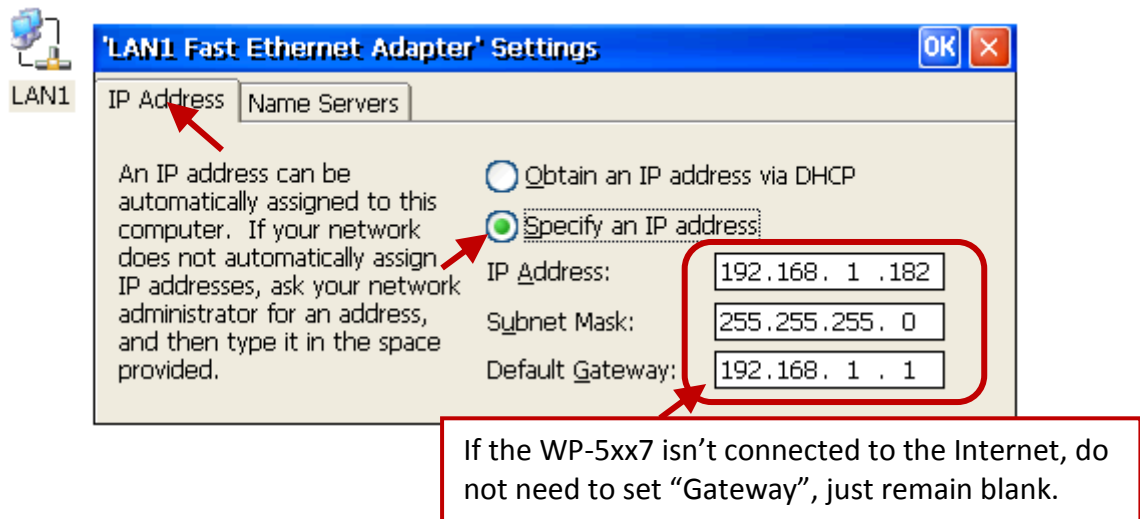 LAN1
'LAN1 Fast Ethernet Adapter' Settings
OK
IP Address
Name Servers
An IP address can be
automatically assigned to this
computer. If your network
does not automatically assign
IP addresses, ask your network
administrator for an address,
and then type it in the space
provided.
Obtain an IP address via DHCP
Specify an IP address
IP Address: 192.168. 1 .182
Subnet Mask: 255.255.255. 0
Default Gateway: 192.168. 1 . 1
If the WP-5xx7 isn’t connected to the Internet, do
not need to set “Gateway”, just remain blank.